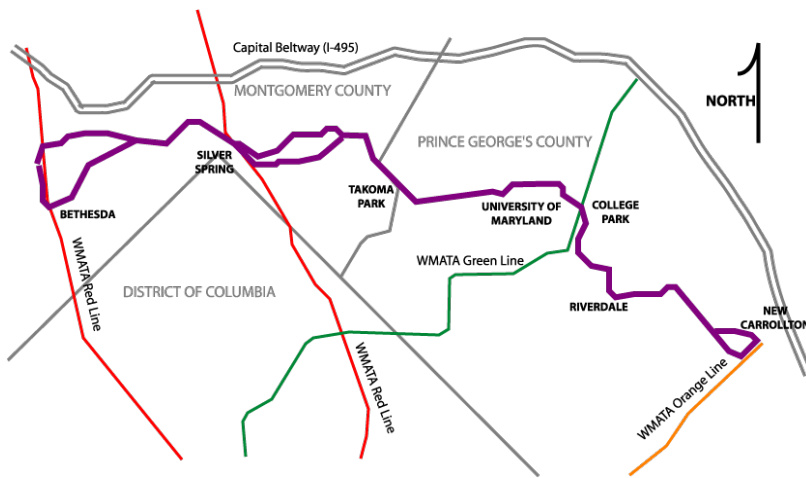 Capital Beltway (I-495)
MONTGOMERY COUNTY
NORTH
PRINCE GEORGE'S COUNTY
SILVER
SPRING
TAKOMA
PARK
UNIVERSITY OF
MARYLAND
COLLEGE
PARK
BETHESDA
WMATA Red Line
WMATA Green Line
DISTRICT OF COLUMBIA
RIVERDALE
NEW
CARROLLTON
WMATA Red Line
WMATA Orange Line